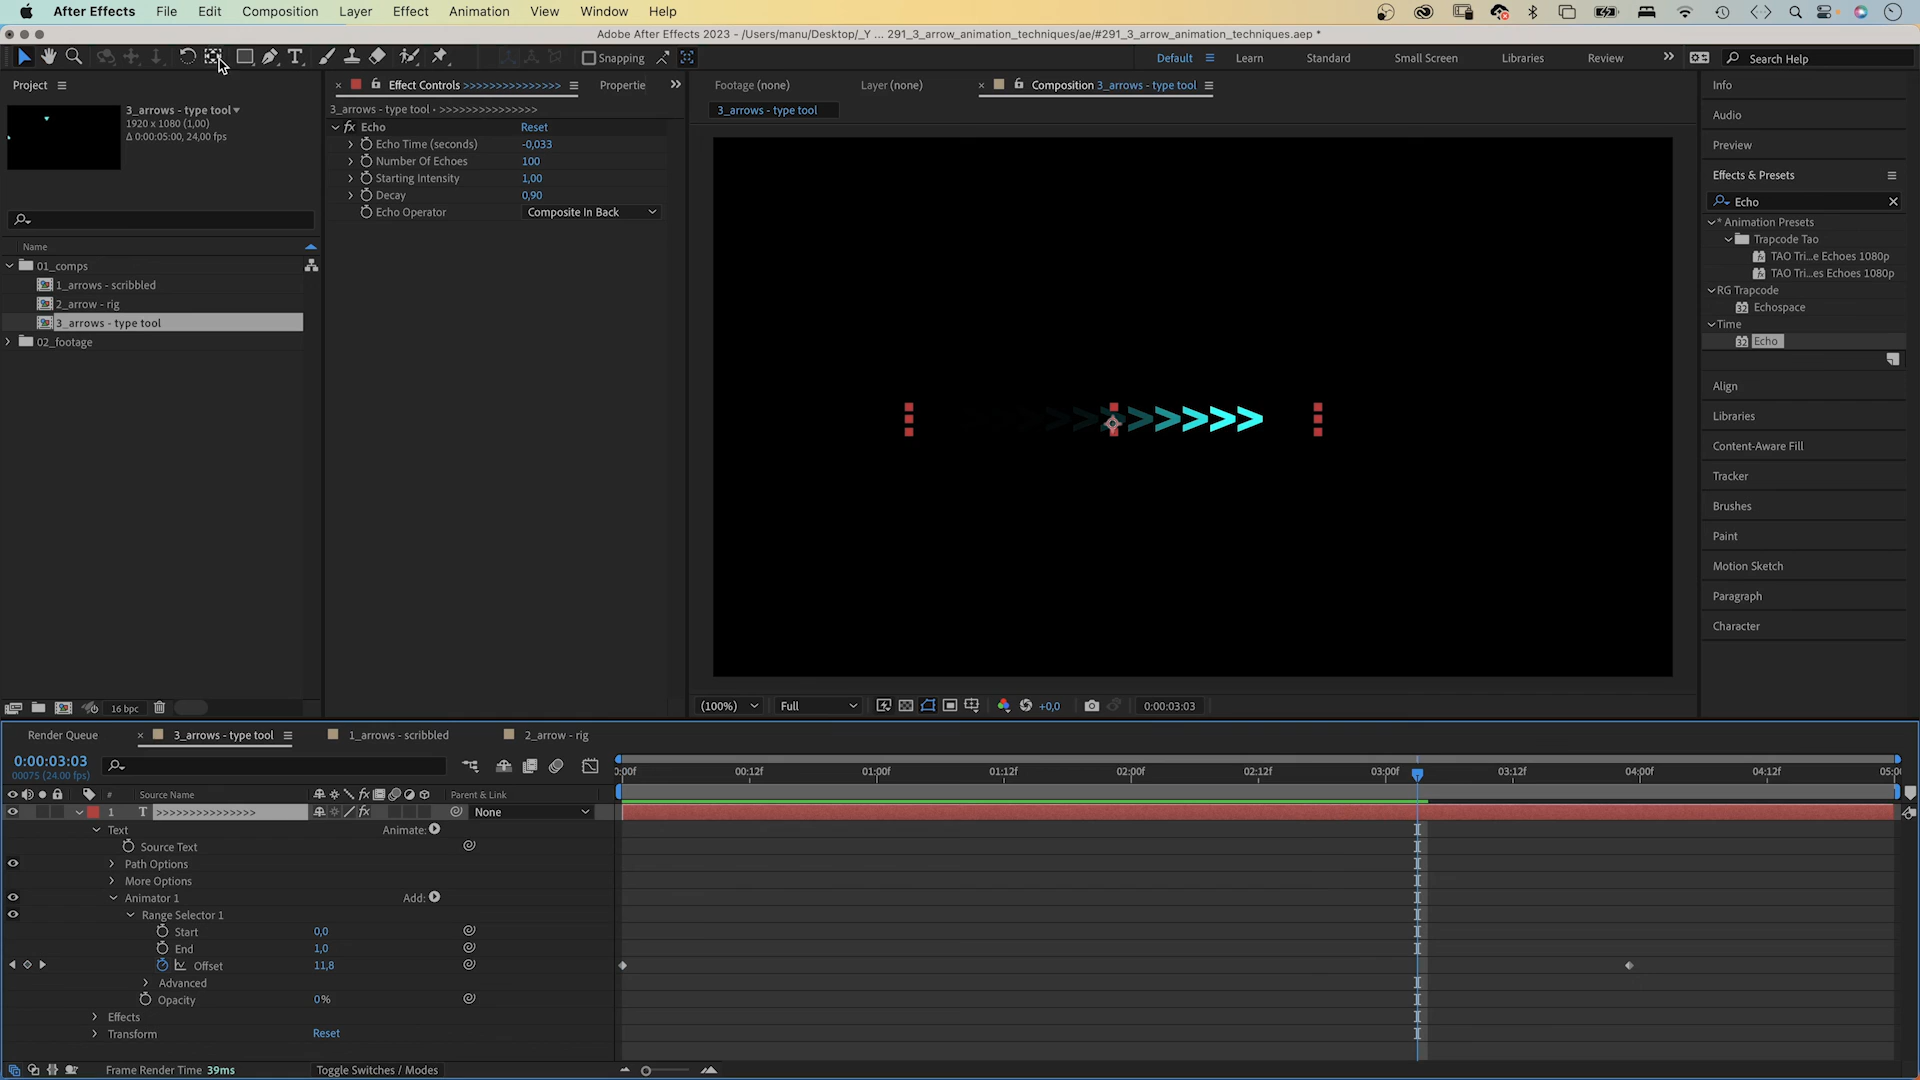 After Effects File Edit Composition Layer Effect Animation View Window Help
Adobe After Effects 2023 - /Users/manu/Desktop/_Y ... 291_3_arrow_animation_techniques/ae/#291_3_arrow_animation_techniques.aep *
Snapping Default Learn Standard Small Screen Libraries Review Search Help
Project
3_arrows - type tool
1920 x 1080 (1,00)
Δ 0:00:05:00, 24,00 fps
Name
01_comps
1_arrows - scribbled
2_arrow - rig
3_arrows - type tool
02_footage
16 bpc
Effect Controls >>>>>>>>>>>>>>> Propertie
3_arrows - type tool • >>>>>>>>>>>>>>>
fx Echo Reset
Echo Time (seconds) -0,033
Number Of Echoes 100
Starting Intensity 1,00
Decay 0,90
Echo Operator Composite In Back
Footage (none) Layer (none) Composition 3_arrows - type tool
3_arrows - type tool
(100%) Full +0,0 0:00:03:03
Info
Audio
Preview
Effects & Presets
Echo
* Animation Presets
Trapcode Tao
TAO Tri...e Echoes 1080p
TAO Tri...es Echoes 1080p
RG Trapcode
Echospace
Time
Echo
Align
Libraries
Content-Aware Fill
Tracker
Brushes
Paint
Motion Sketch
Paragraph
Character
Render Queue 3_arrows - type tool 1_arrows - scribbled 2_arrow - rig
0:00:03:03
00075 (24.00 fps)
:00f 00:12f 01:00f 01:12f 02:00f 02:12f 03:00f 03:12f 04:00f 04:12f 05:00
# Source Name fx Parent & Link
1 T >>>>>>>>>>>>>>> fx None
Text Animate:
Source Text
Path Options
More Options
Animator 1 Add:
Range Selector 1
Start 0,0
End 1,0
Offset 11,8
Advanced
Opacity 0%
Effects
Transform Reset
Frame Render Time 39ms Toggle Switches / Modes